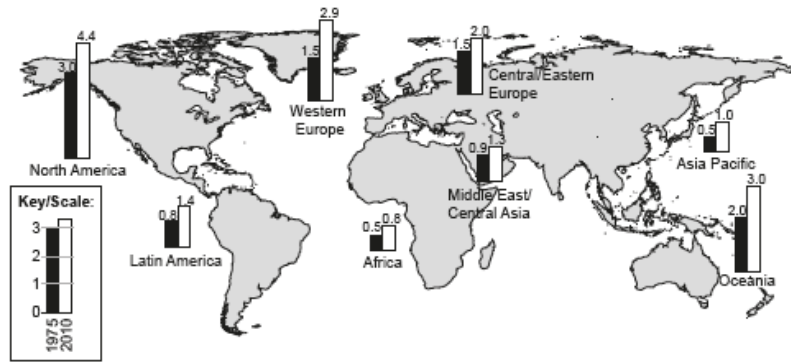 4.4
3.0
North America
2.9
1.5
Western
Europe
2.0
1.5
Central/Eastern
Europe
1.0
0.5
Asia Pacific
1.3
0.9
Middle East/
Central Asia
3.0
2.0
Oceania
1.4
0.8
Latin America
0.8
0.5
Africa
Key/Scale:
3
2
1
0
1975
2010